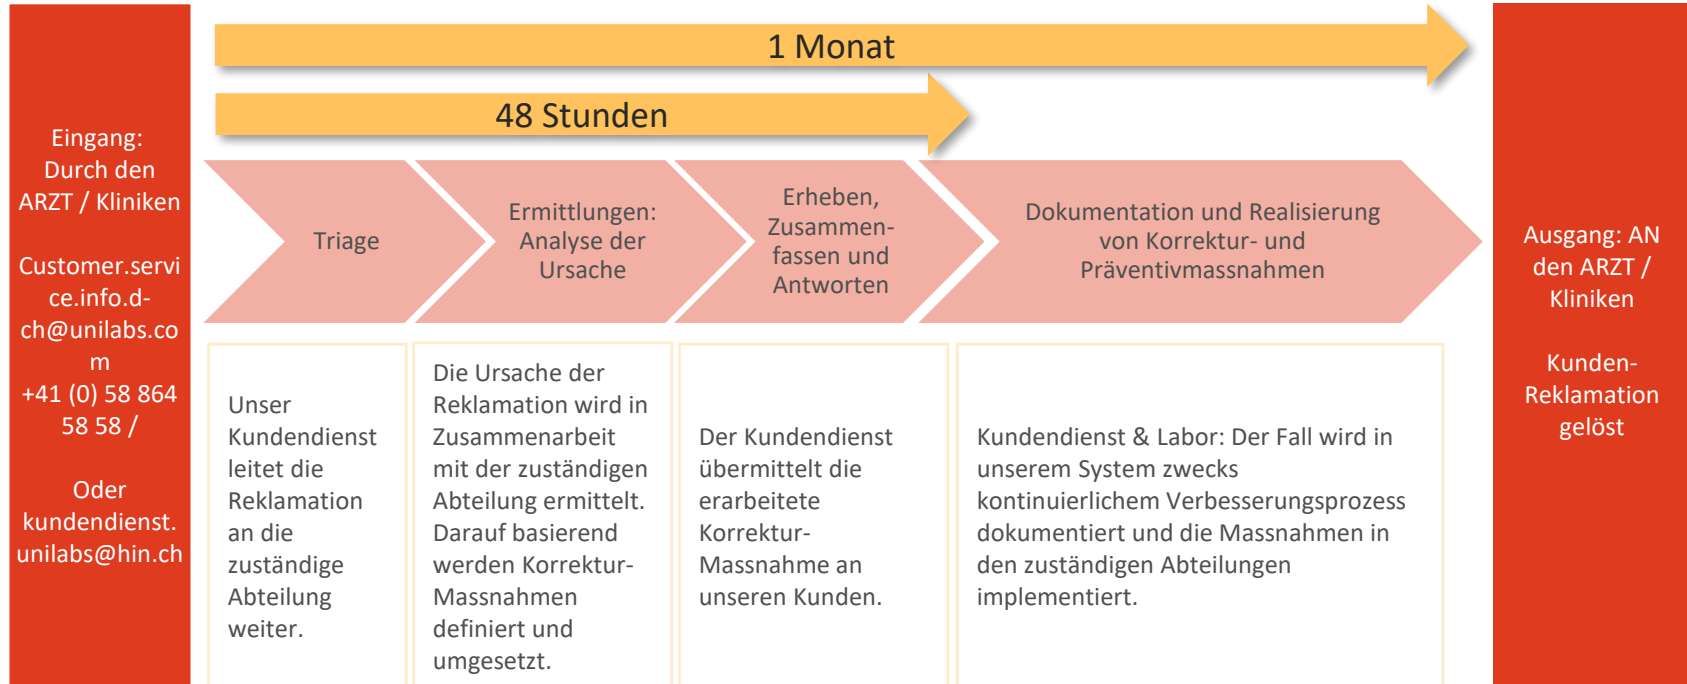 1 Monat
48 Stunden
Eingang:
Durch den
ARZT / Kliniken
Customer.servi
ce.info.d-
ch@unilabs.co
m
+41 (0) 58 864
58 58 /
Oder
kundendienst.
unilabs@hin.ch
Triage
Ermittlungen:
Analyse der
Ursache
Erheben,
Zusammen-
fassen und
Antworten
Dokumentation und Realisierung
von Korrektur- und
Präventivmassnahmen
Unser
Kundendienst
leitet die
Reklamation
an die
zuständige
Abteilung
weiter.
Die Ursache der
Reklamation wird in
Zusammenarbeit
mit der zuständigen
Abteilung ermittelt.
Darauf basierend
werden Korrektur-
Massnahmen
definiert und
umgesetzt.
Der Kundendienst
übermittelt die
erarbeitete
Korrektur-
Massnahme an
unseren Kunden.
Kundendienst & Labor: Der Fall wird in
unserem System zwecks
kontinuierlichem Verbesserungsprozess
dokumentiert und die Massnahmen in
den zuständigen Abteilungen
implementiert.
Ausgang: AN
den ARZT /
Kliniken
Kunden-
Reklamation
gelöst